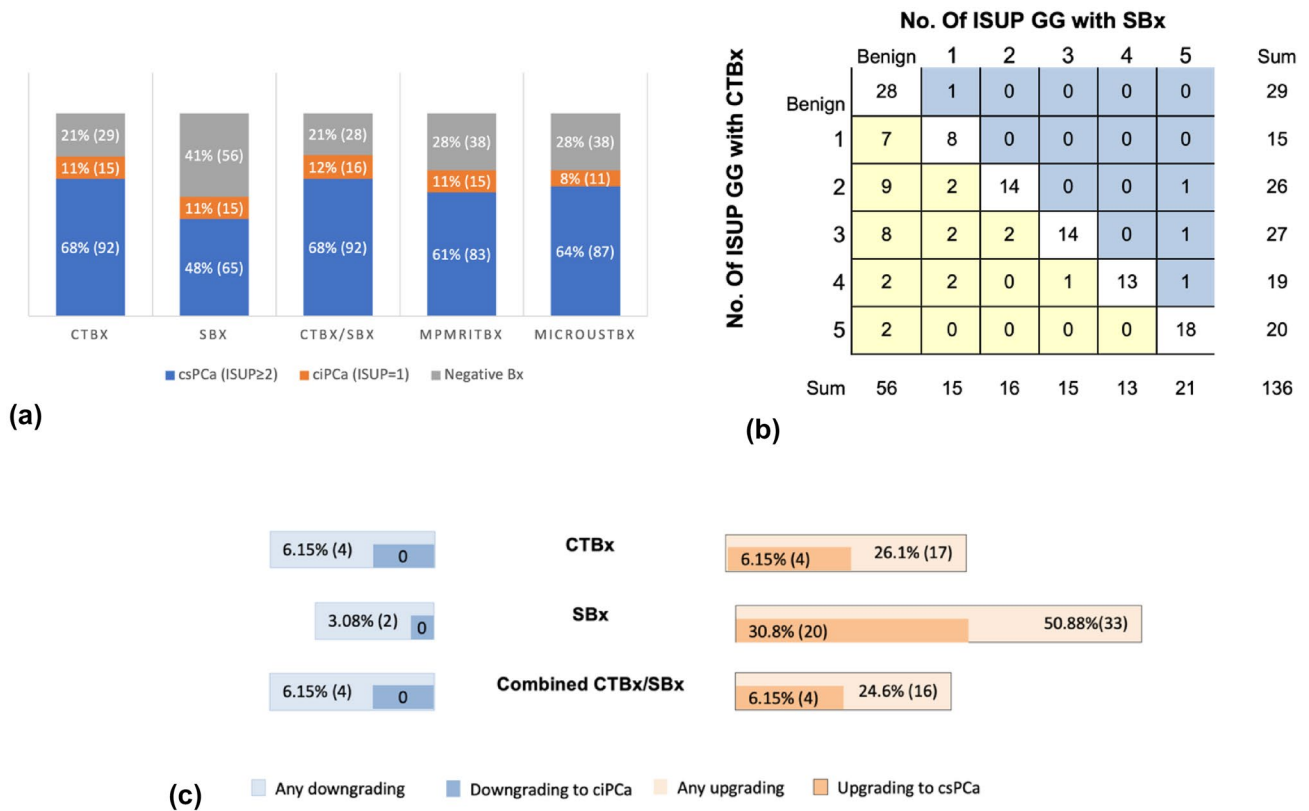 21% (29)
11% (15)
68% (92)
41% (56)
11% (15)
48% (65)
21% (28)
12% (16)
68% (92)
28% (38)
11% (15)
61% (83)
28% (38)
8% (11)
64% (87)
CTBX SBX CTBX/SBX MPMRITBX MICROUSTBX
csPCa (ISUP≥2) ciPCa (ISUP=1) Negative Bx
(a)
No. Of ISUP GG with SBx
No. Of ISUP GG with CTBx
Benign 1 2 3 4 5 Sum
Benign 28 1 0 0 0 0 29
1 7 8 0 0 0 0 15
2 9 2 14 0 0 1 26
3 8 2 2 14 0 1 27
4 2 2 0 1 13 1 19
5 2 0 0 0 0 18 20
Sum 56 15 16 15 13 21 136
(b)
6.15% (4) 0 CTBx 6.15% (4) 26.1% (17)
3.08% (2) 0 SBx 30.8% (20) 50.88%(33)
6.15% (4) 0 Combined CTBx/SBx 6.15% (4) 24.6% (16)
(c)
Any downgrading Downgrading to ciPCa Any upgrading Upgrading to csPCa